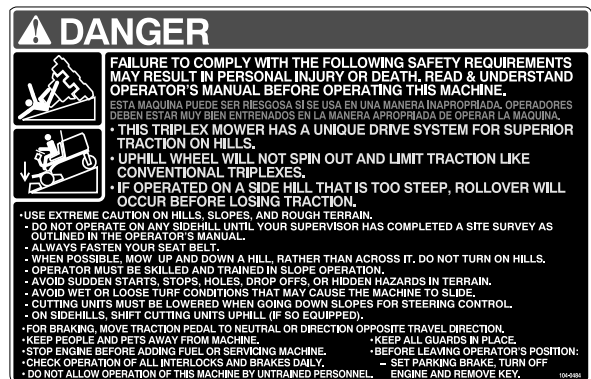 DANGER
FAILURE TO COMPLY WITH THE FOLLOWING SAFETY REQUIREMENTS
MAY RESULT IN PERSONAL INJURY OR DEATH. READ & UNDERSTAND
OPERATOR'S MANUAL BEFORE OPERATING THIS MACHINE.
ESTA MAQUINA PUEDE SER RIESGOSA SÍ SE USA EN UNA MANERA INAPROPRIADA. OPERADORES
DEBEN ESTAR MUY BIEN ENTRENADOS EN LA MANERA APROPRIADA DE OPERAR LA MAQUINA.
• THIS TRIPLEX MOWER HAS A UNIQUE DRIVE SYSTEM FOR SUPERIOR
TRACTION ON HILLS.
• UPHILL WHEEL WILL NOT SPIN OUT AND LIMIT TRACTION LIKE
CONVENTIONAL TRIPLEXES.
• IF OPERATED ON A SIDE HILL THAT IS TOO STEEP, ROLLOVER WILL
OCCUR BEFORE LOSING TRACTION.
•USE EXTREME CAUTION ON HILLS, SLOPES, AND ROUGH TERRAIN.
- DO NOT OPERATE ON ANY SIDEHILL UNTIL YOUR SUPERVISOR HAS COMPLETED A SITE SURVEY AS
OUTLINED IN THE OPERATOR'S MANUAL.
- ALWAYS FASTEN YOUR SEAT BELT.
- WHEN POSSIBLE, MOW UP AND DOWN A HILL, RATHER THAN ACROSS IT. DO NOT TURN ON HILLS.
- OPERATOR MUST BE SKILLED AND TRAINED IN SLOPE OPERATION.
- AVOID SUDDEN STARTS, STOPS, HOLES, DROP OFFS, OR HIDDEN HAZARDS IN TERRAIN.
- AVOID WET OR LOOSE TURF CONDITIONS THAT MAY CAUSE THE MACHINE TO SLIDE.
- CUTTING UNITS MUST BE LOWERED WHEN GOING DOWN SLOPES FOR STEERING CONTROL.
- ON SIDEHILLS, SHIFT CUTTING UNITS UPHILL (IF SO EQUIPPED).
•FOR BRAKING, MOVE TRACTION PEDAL TO NEUTRAL OR DIRECTION OPPOSITE TRAVEL DIRECTION.
•KEEP PEOPLE AND PETS AWAY FROM MACHINE.
•STOP ENGINE BEFORE ADDING FUEL OR SERVICING MACHINE.
•CHECK OPERATION OF ALL INTERLOCKS AND BRAKES DAILY.
• DO NOT ALLOW OPERATION OF THIS MACHINE BY UNTRAINED PERSONNEL.
•KEEP ALL GUARDS IN PLACE.
•BEFORE LEAVING OPERATOR'S POSITION:
– SET PARKING BRAKE, TURN OFF
ENGINE AND REMOVE KEY.
104-0484